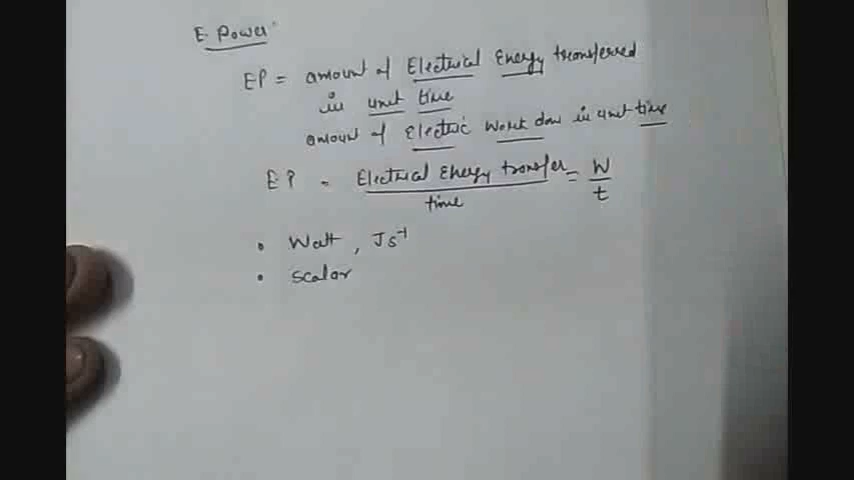 E. Power
EP = amount of Electrical Energy transferred
in unit time
amount of Electric work don in unit time
E.P = Electrical Energy transfer / time = W / t
• Watt , Js⁻¹
• Scalar